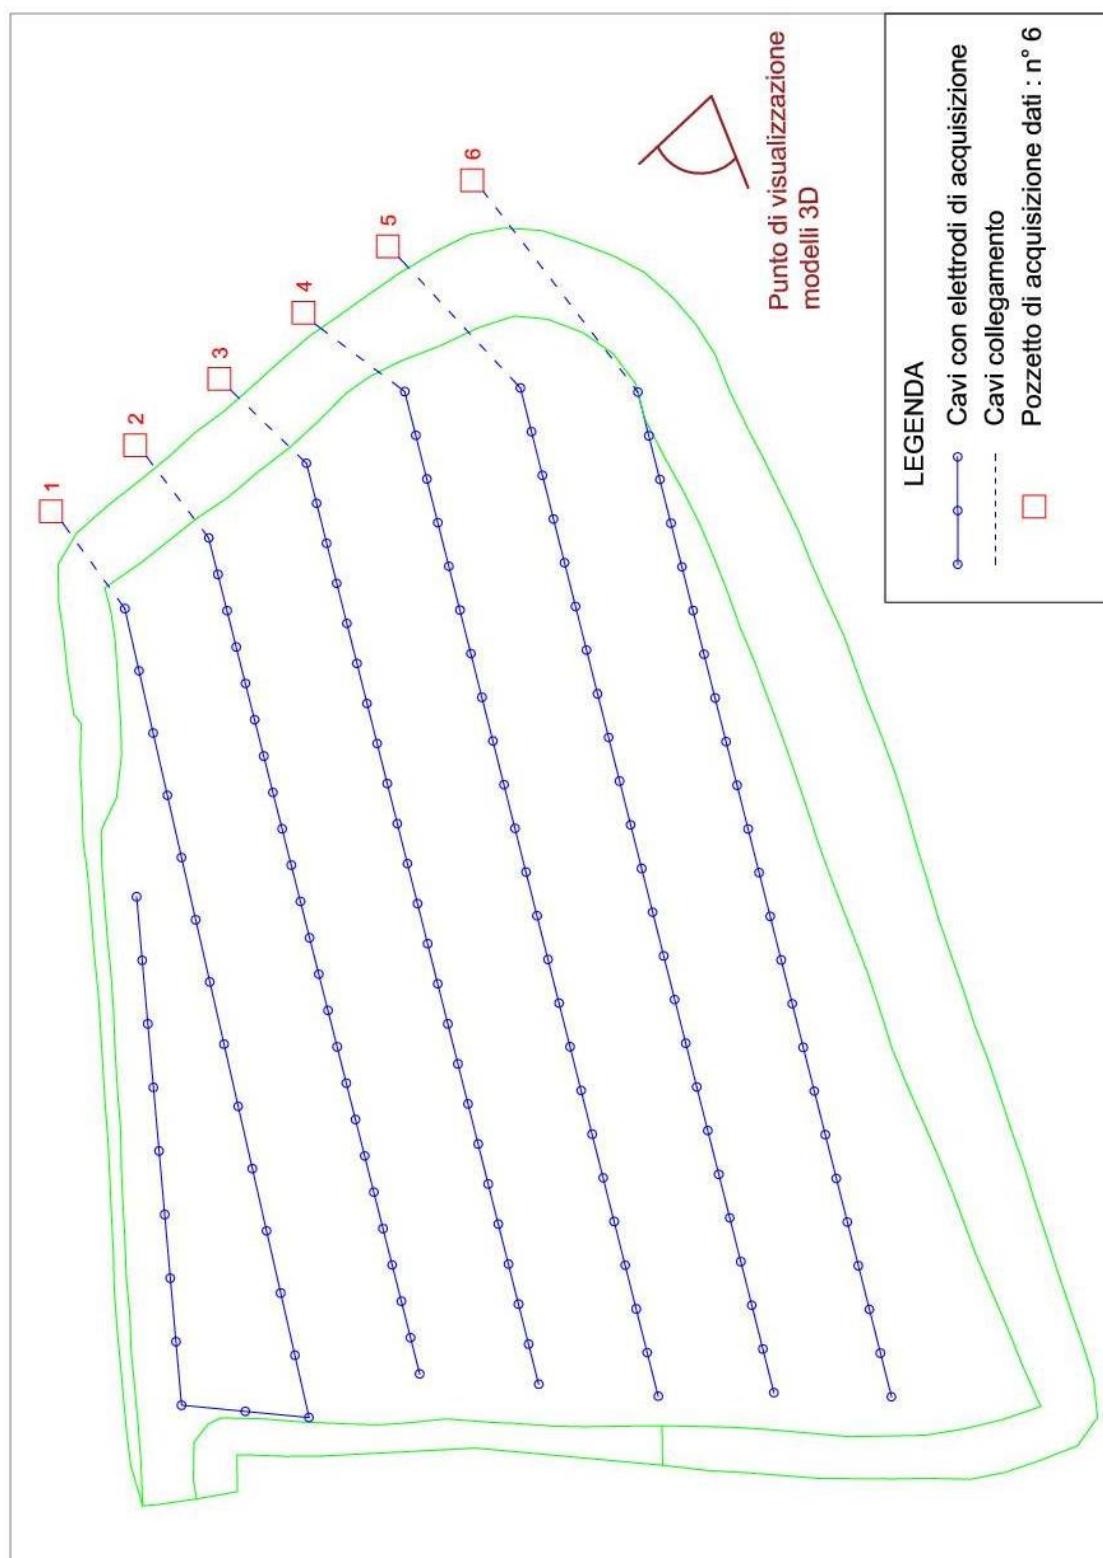 1
2
3
4
5
6
Punto di visualizzazione
modelli 3D
LEGENDA
Cavi con elettrodi di acquisizione
Cavi collegamento
Pozzetto di acquisizione dati : n° 6